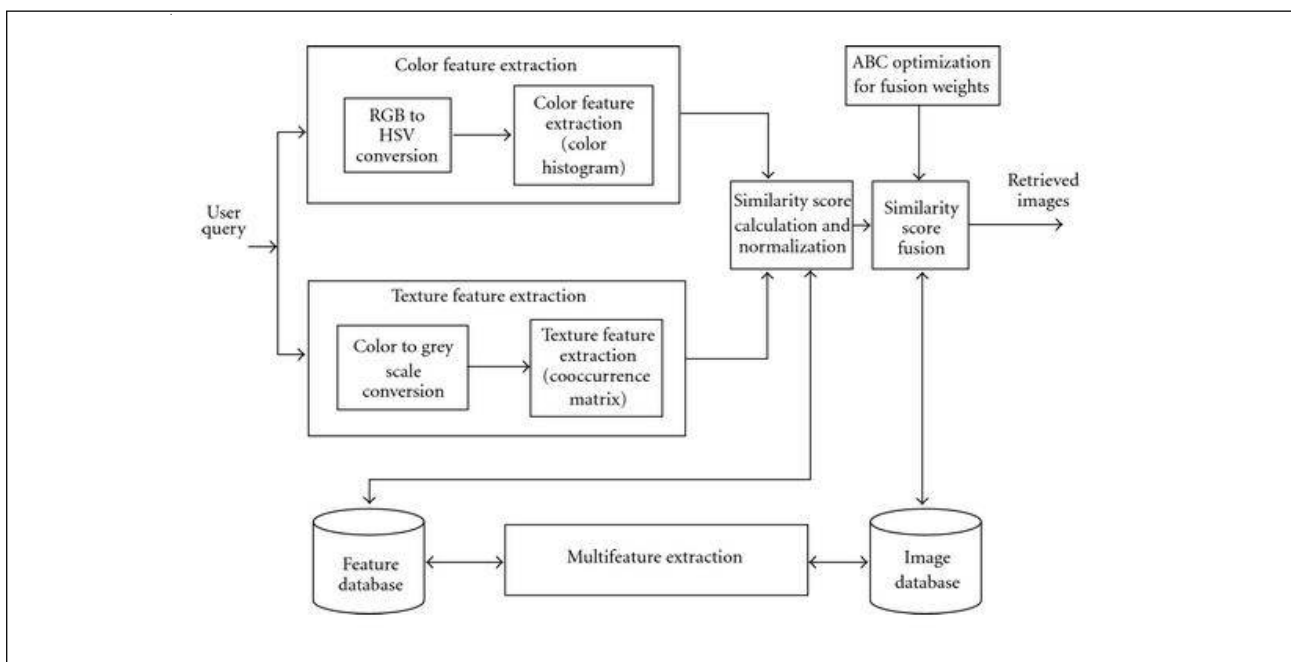 Color feature extraction
RGB to
HSV
conversion
Color feature
extraction
(color
histogram)
ABC optimization
for fusion weights
User
query
Similarity score
calculation and
normalization
Similarity
score
fusion
Retrieved
images
Texture feature extraction
Color to grey
scale
conversion
Texture feature
extraction
(cooccurrence
matrix)
Feature
database
Multifeature extraction
Image
database